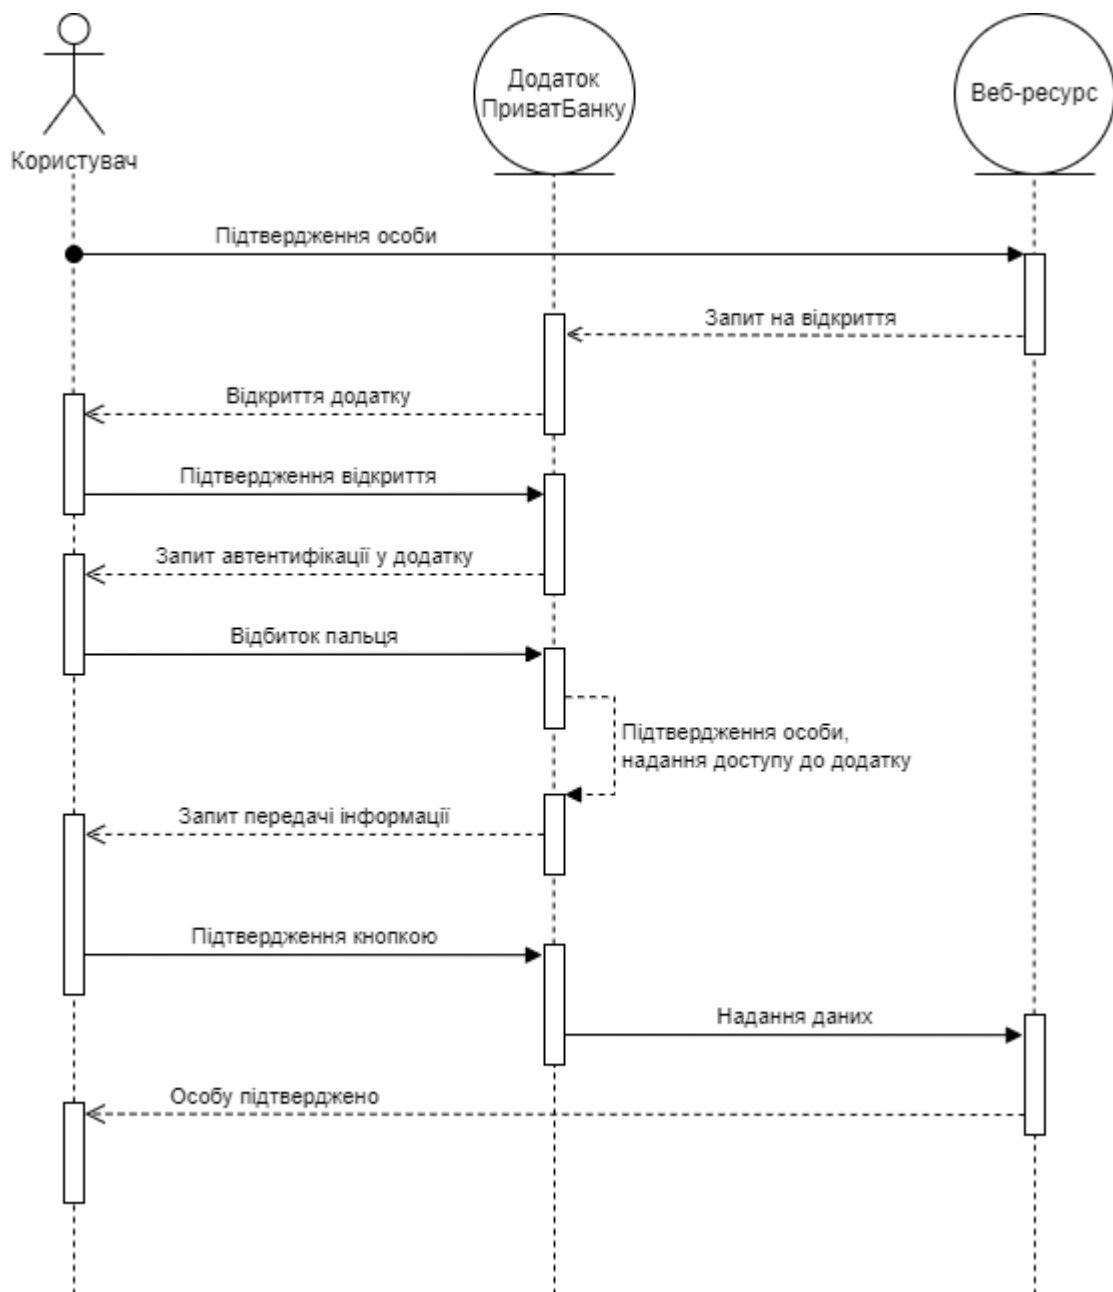 Користувач
Додаток
ПриватБанку
Веб-ресурс
Підтвердження особи
Запит на відкриття
Відкриття додатку
Підтвердження відкриття
Запит автентифікації у додатку
Відбиток пальця
Підтвердження особи,
надання доступу до додатку
Запит передачі інформації
Підтвердження кнопкою
Надання даних
Особу підтверджено